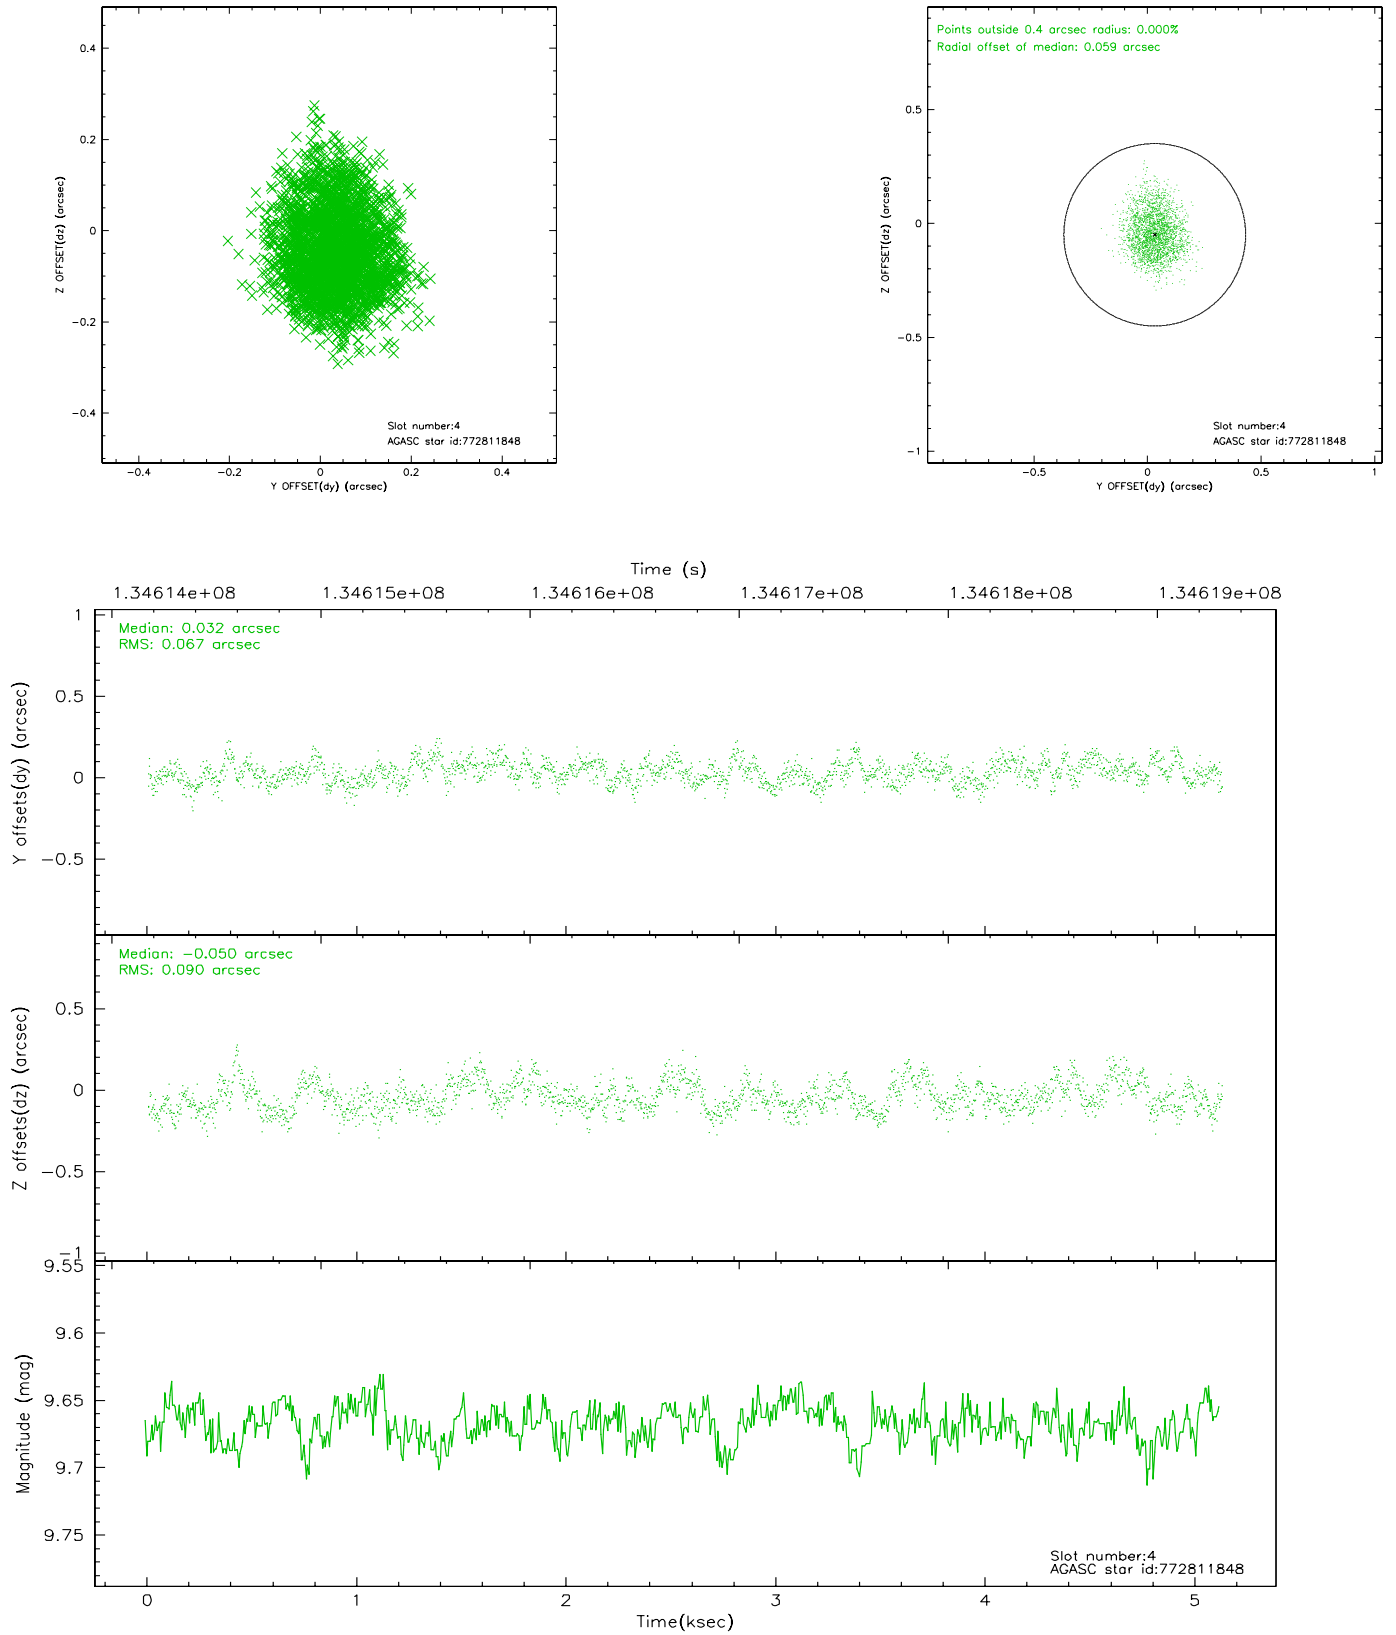 0.4
0.2
0
−0.2
−0.4
Z OFFSET(dz) (arcsec)
Slot number:4
AGASC star id:772811848
−0.4 −0.2 0 0.2 0.4
Y OFFSET(dy) (arcsec)
Points outside 0.4 arcsec radius: 0.000%
Radial offset of median: 0.059 arcsec
0.5
0
−0.5
−1
Z OFFSET(dz) (arcsec)
Slot number:4
AGASC star id:772811848
−0.5 0 0.5 1
Y OFFSET(dy) (arcsec)
Time (s)
1.34614e+08 1.34615e+08 1.34616e+08 1.34617e+08 1.34618e+08 1.34619e+08
Median: 0.032 arcsec
RMS: 0.067 arcsec
1
0.5
0
−0.5
Y offsets(dy) (arcsec)
Median: −0.050 arcsec
RMS: 0.090 arcsec
0.5
0
−0.5
−1
Z offsets(dz) (arcsec)
9.55
9.6
9.65
9.7
9.75
Magnitude (mag)
Slot number:4
AGASC star id:772811848
0 1 2 3 4 5
Time(ksec)